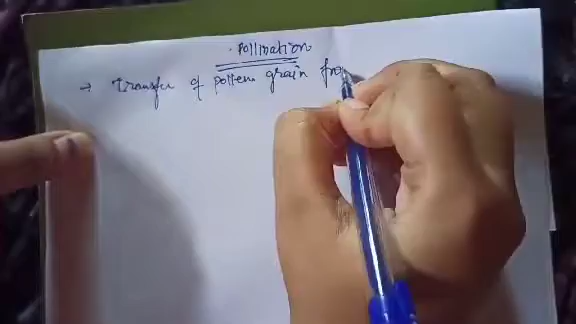 Pollination
→ Transfer of pollen grain fro